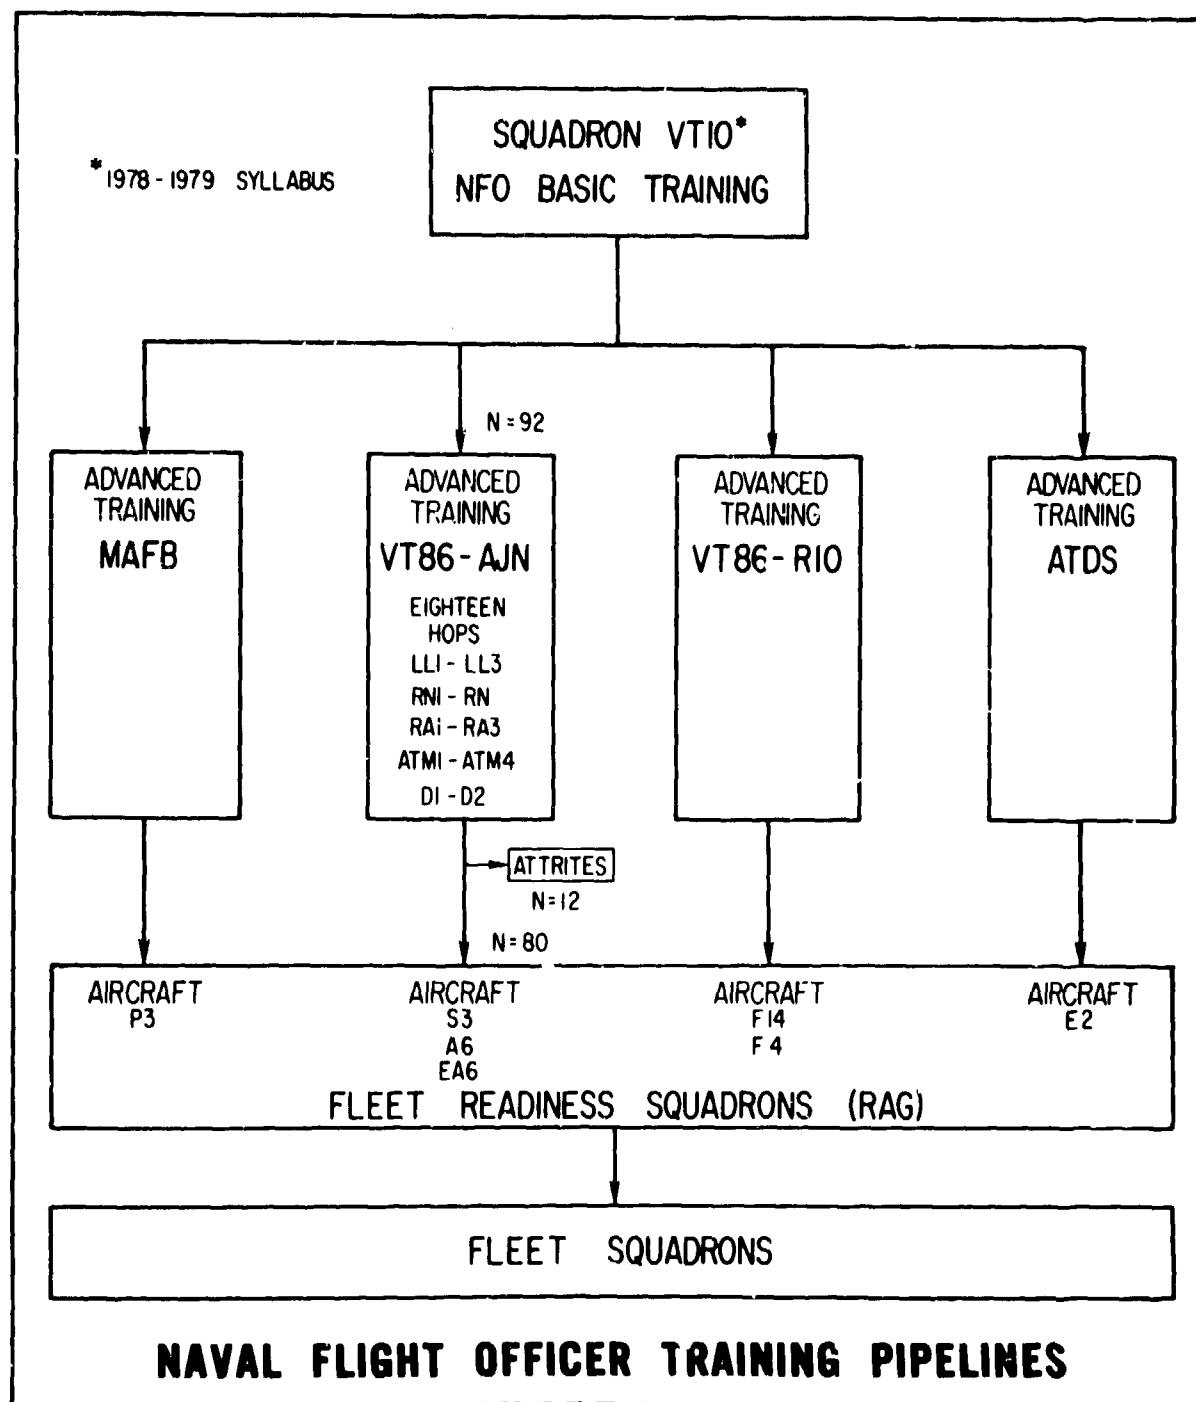 SQUADRON VT10*
NFO BASIC TRAINING
*1978-1979 SYLLABUS
N=92
ADVANCED
TRAINING
MAFB
ADVANCED
TRAINING
VT86-AJN
EIGHTEEN
HOPS
LL1-LL3
RN1-RN
RA1-RA3
ATM1-ATM4
D1-D2
ADVANCED
TRAINING
VT86-RIO
ADVANCED
TRAINING
ATDS
ATTRITES
N=12
N=80
AIRCRAFT
P3
AIRCRAFT
S3
A6
EA6
AIRCRAFT
F14
F4
AIRCRAFT
E2
FLEET READINESS SQUADRONS (RAG)
FLEET SQUADRONS
NAVAL FLIGHT OFFICER TRAINING PIPELINES